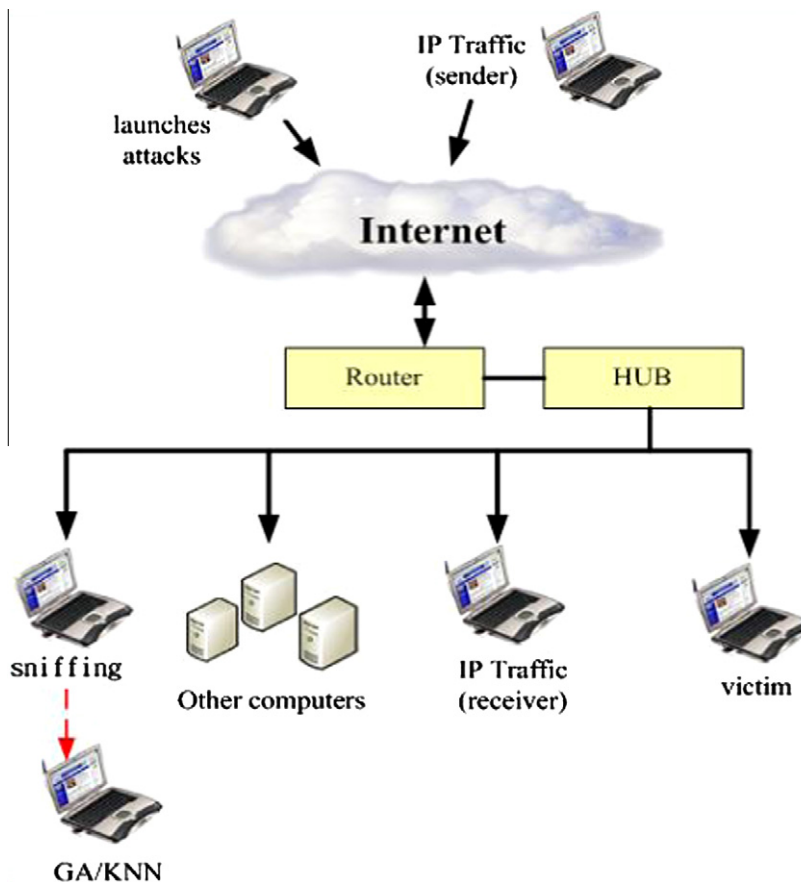 IP Traffic
(sender)
launches
attacks
Internet
Router
HUB
sniffing
Other computers
IP Traffic
(receiver)
victim
GA/KNN